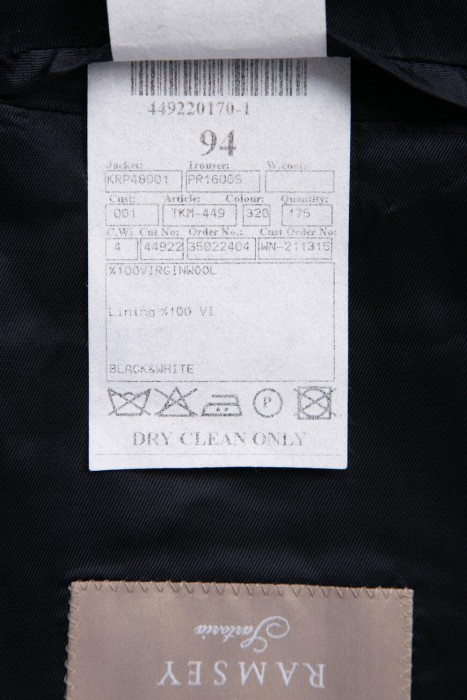 449220170-1
94
Jacket: Trouser: W.coat:
KRP48001 PR16009
Cust: Article: Colour: Quantity:
001 TKM-449 320 175
C.W: Cut No: Order No.: Cust Order No:
4 44922 35022404 WN-211315
%100VIRGINWOOL
Lining %100 VI
BLACK&WHITE
P
DRY CLEAN ONLY
RAMSEY
Sartoria